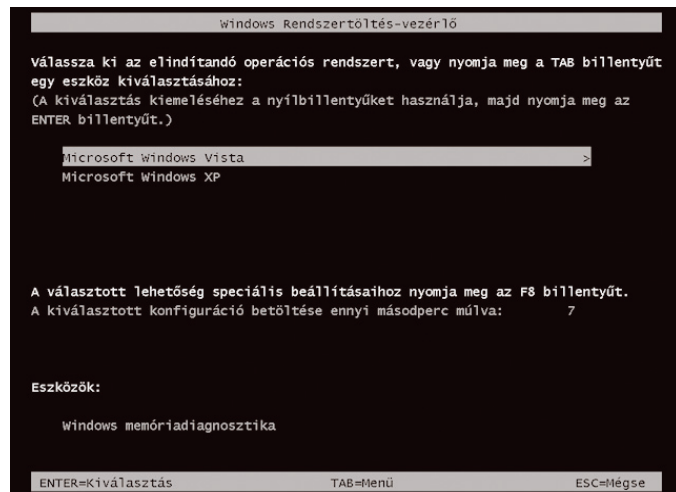 Windows Rendszertöltés-vezérlő
Válassza ki az elindítandó operációs rendszert, vagy nyomja meg a TAB billentyűt
egy eszköz kiválasztásához:
(A kiválasztás kiemeléséhez a nyílbillentyűket használja, majd nyomja meg az
ENTER billentyűt.)
Microsoft Windows Vista >
Microsoft Windows XP
A választott lehetőség speciális beállításaihoz nyomja meg az F8 billentyűt.
A kiválasztott konfiguráció betöltése ennyi másodperc múlva: 7
Eszközök:
Windows memóriadiagnosztika
ENTER=Kiválasztás TAB=Menü ESC=Mégse